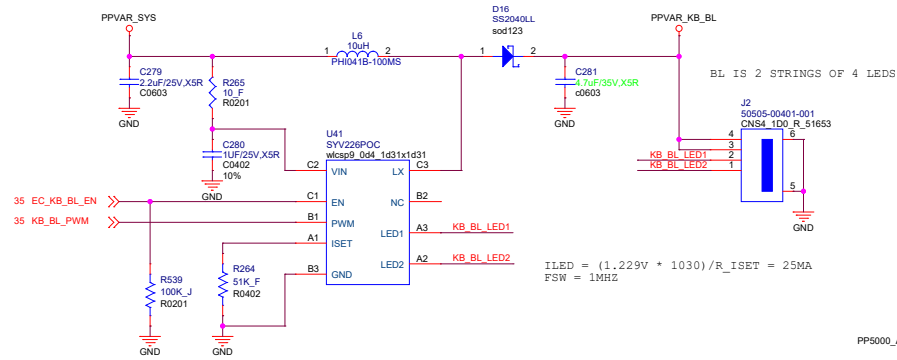 PPVAR_SYS
L6
10uH
1
2
PHI041B-100MS
D16
SS2040LL
sod123
1
2
PPVAR_KB_BL
C279
2.2uF/25V,X5R
C0603
GND
R265
10_F
R0201
C280
1UF/25V,X5R
C0402
10%
GND
C281
4.7uF/35V,X5R
c0603
GND
BL IS 2 STRINGS OF 4 LEDS
J2
50505-00401-001
CNS4_1D0_R_51653
4
3
2
1
6
5
KB_BL_LED1
KB_BL_LED2
GND
U41
SYV226POC
wlcsp9_0d4_1d31x1d31
C2 VIN
LX C3
C1 EN
NC B2
B1 PWM
LED1 A3 KB_BL_LED1
A1 ISET
LED2 A2 KB_BL_LED2
B3 GND
35 EC_KB_BL_EN
35 KB_BL_PWM
R539
100K_J
R0201
GND
R264
51K_F
R0402
GND
ILED = (1.229V * 1030)/R_ISET = 25MA
FSW = 1MHZ